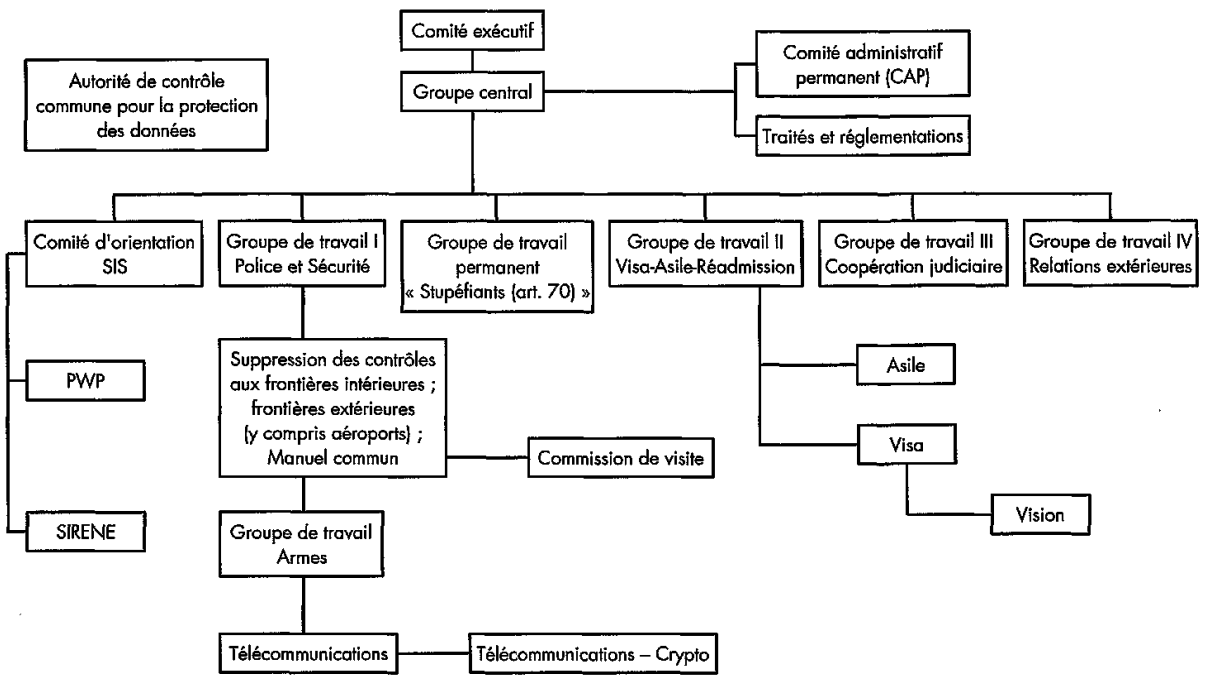 Comité exécutif
Autorité de contrôle
commune pour la protection
des données
Groupe central
Comité administratif
permanent (CAP)
Traités et réglementations
Comité d'orientation
SIS
Groupe de travail I
Police et Sécurité
Groupe de travail
permanent
« Stupéfiants (art. 70) »
Groupe de travail II
Visa-Asile-Réadmission
Groupe de travail III
Coopération judiciaire
Groupe de travail IV
Relations extérieures
PWP
SIRENE
Suppression des contrôles
aux frontières intérieures ;
frontières extérieures
(y compris aéroports) ;
Manuel commun
Commission de visite
Groupe de travail
Armes
Télécommunications
Télécommunications – Crypto
Asile
Visa
Vision